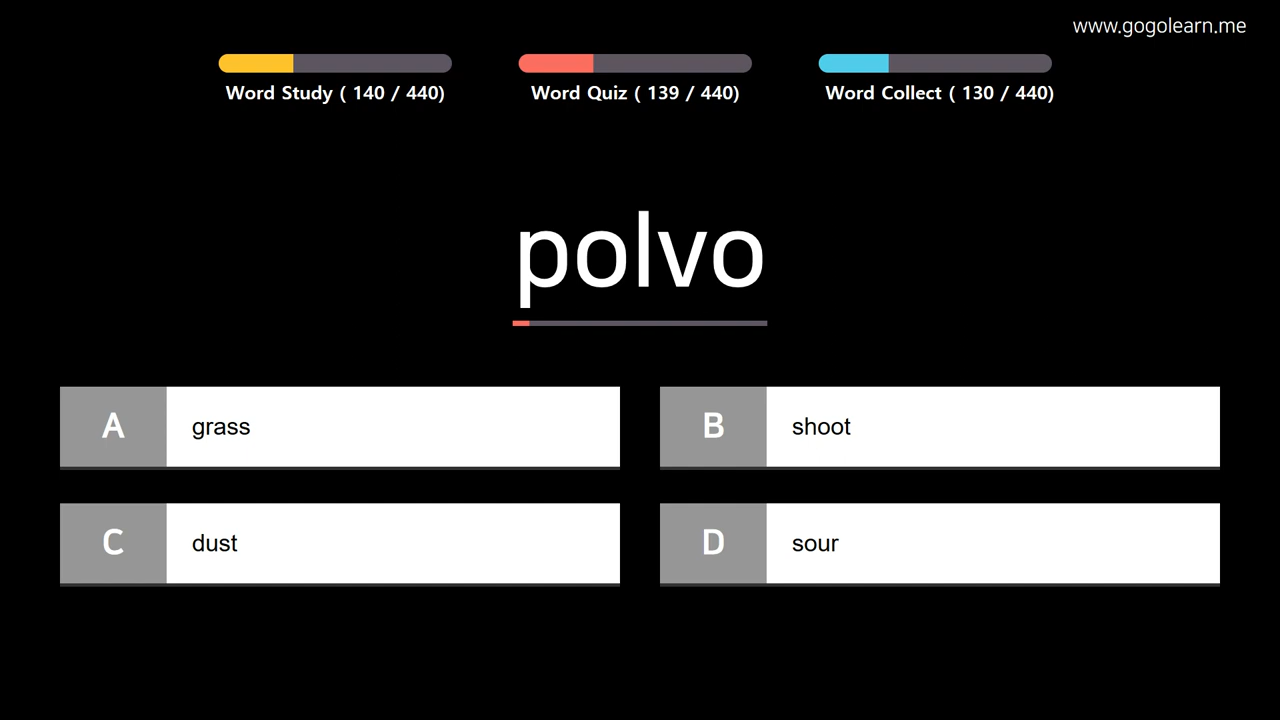 www.gogolearn.me
Word Study ( 140 / 440)
Word Quiz ( 139 / 440)
Word Collect ( 130 / 440)
polvo
A grass
B shoot
C dust
D sour